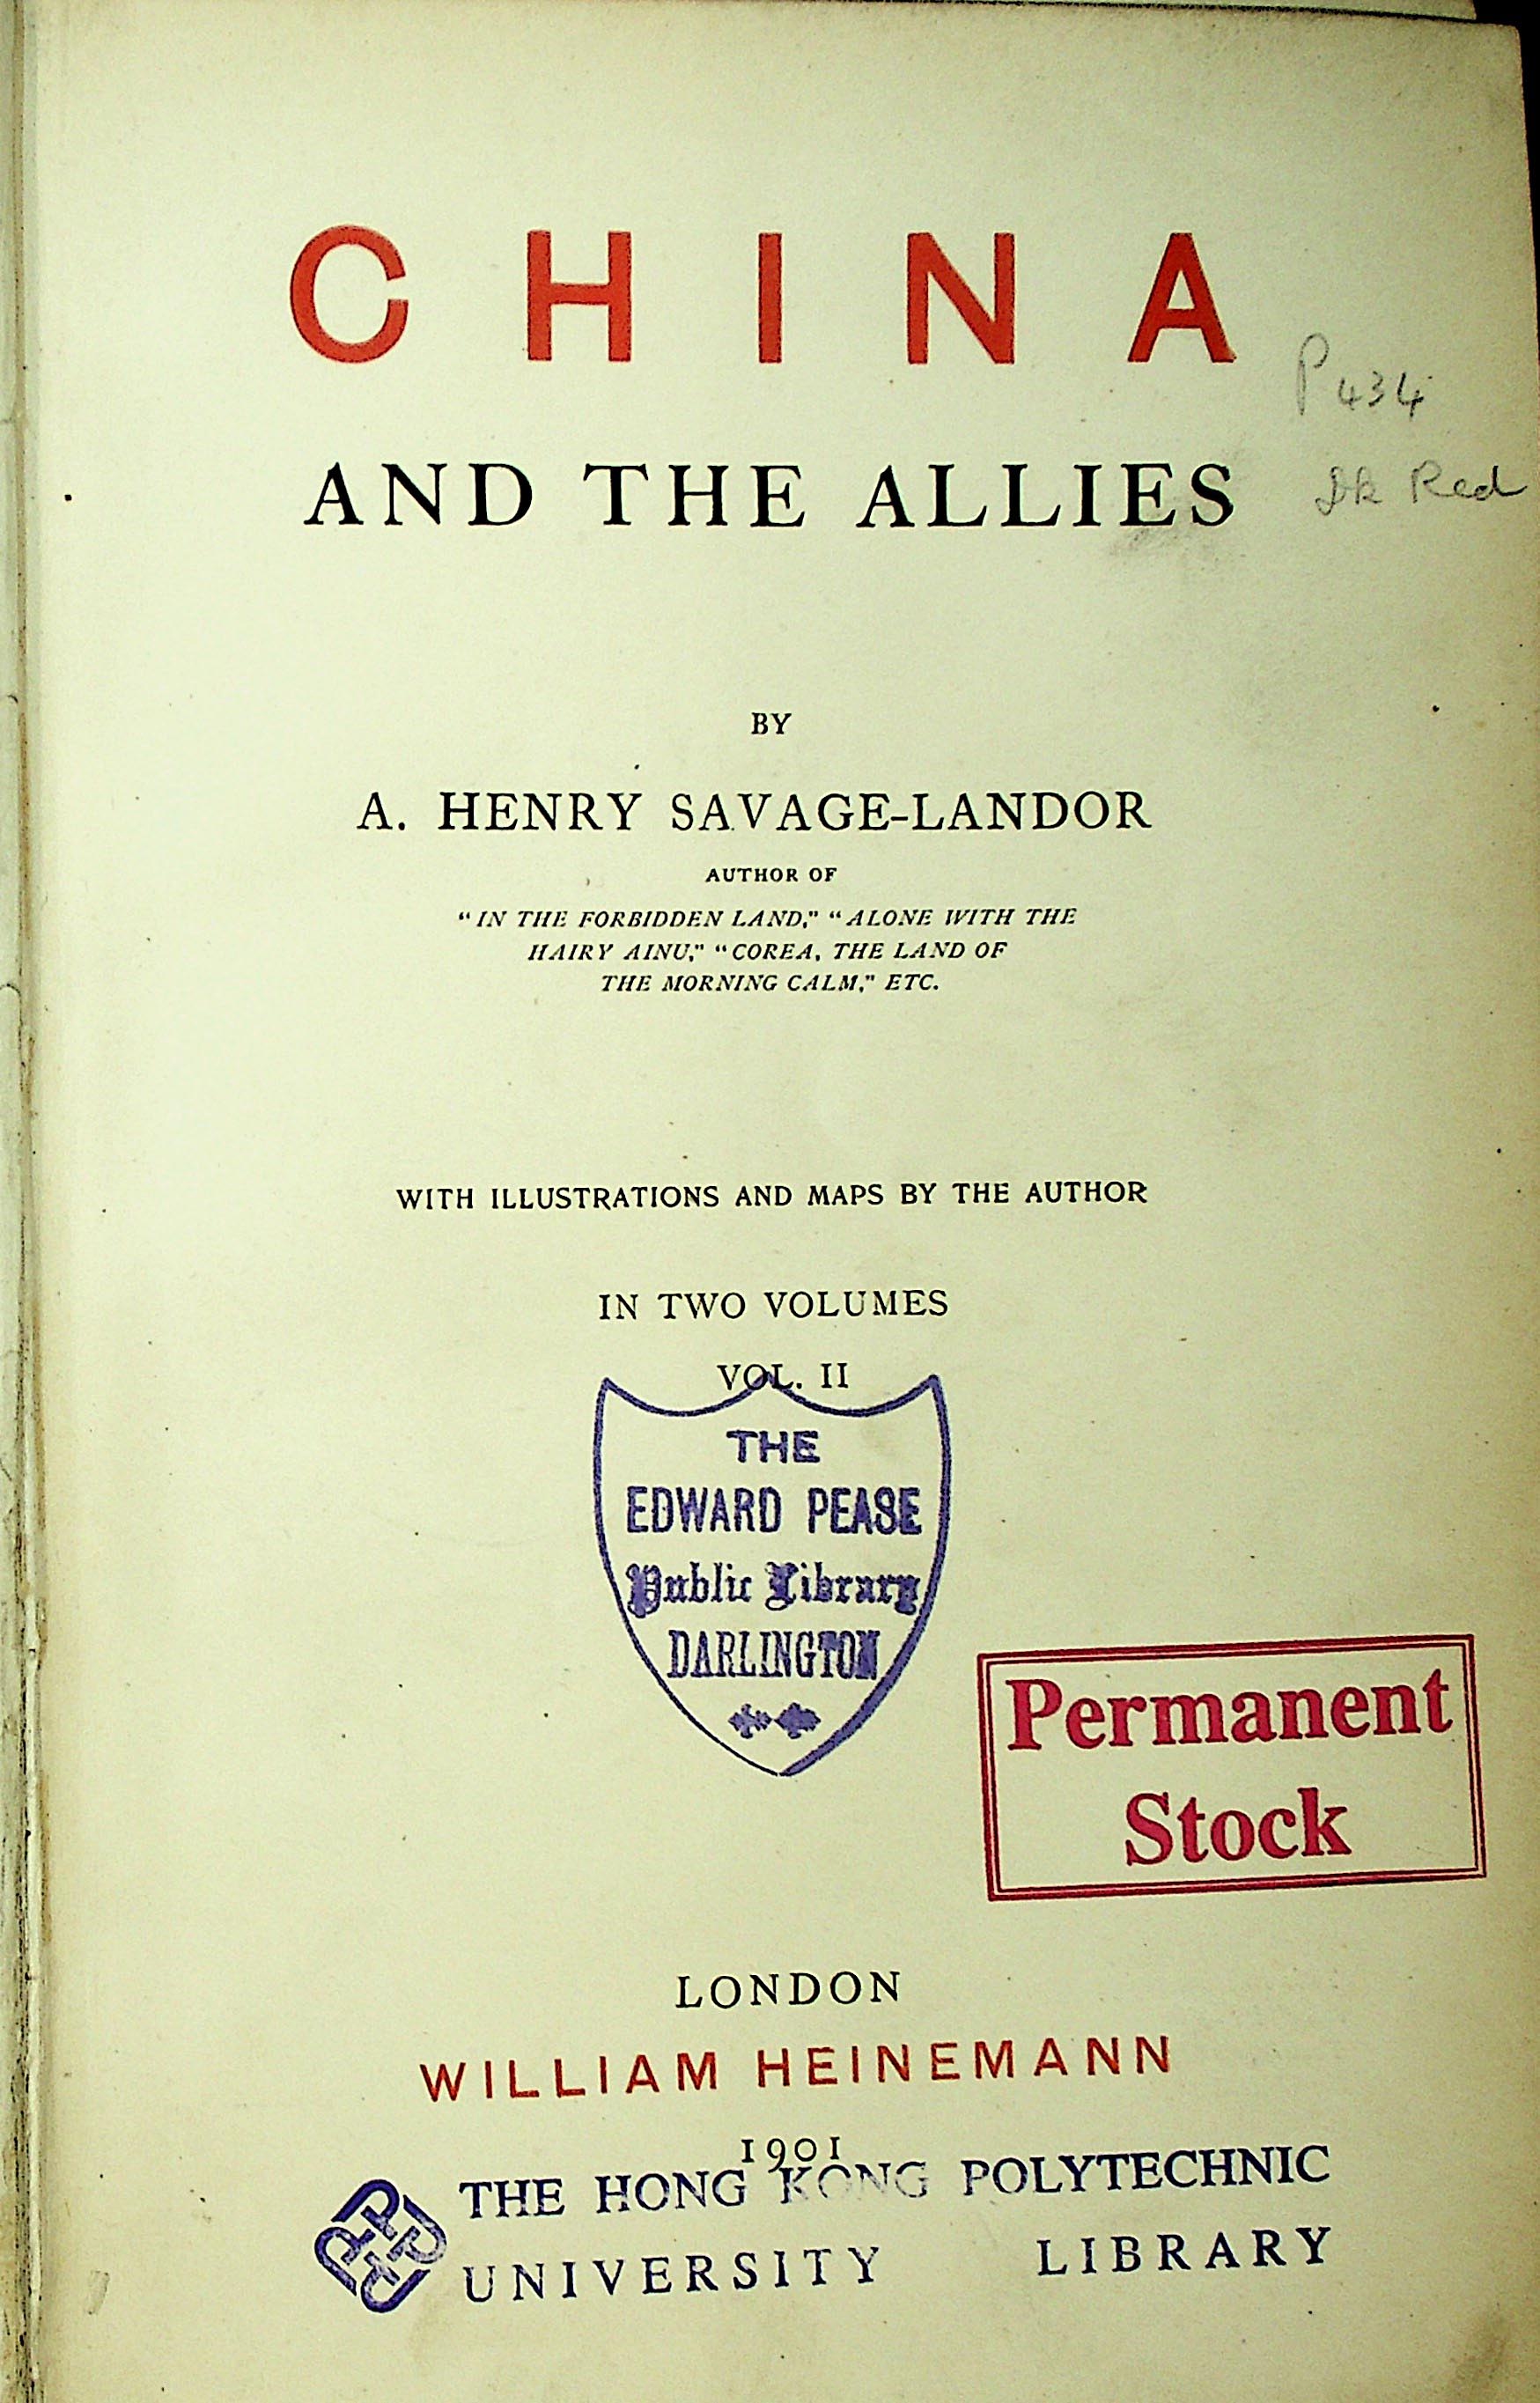 CHINA
P434
AND THE ALLIES
Dk Red
BY
A. HENRY SAVAGE-LANDOR
AUTHOR OF
"IN THE FORBIDDEN LAND," "ALONE WITH THE
HAIRY AINU," "COREA, THE LAND OF
THE MORNING CALM," ETC.
WITH ILLUSTRATIONS AND MAPS BY THE AUTHOR
IN TWO VOLUMES
VOL. II
THE
EDWARD PEASE
Public Library
DARLINGTON
Permanent
Stock
LONDON
WILLIAM HEINEMANN
1901
THE HONG KONG POLYTECHNIC
UNIVERSITY LIBRARY